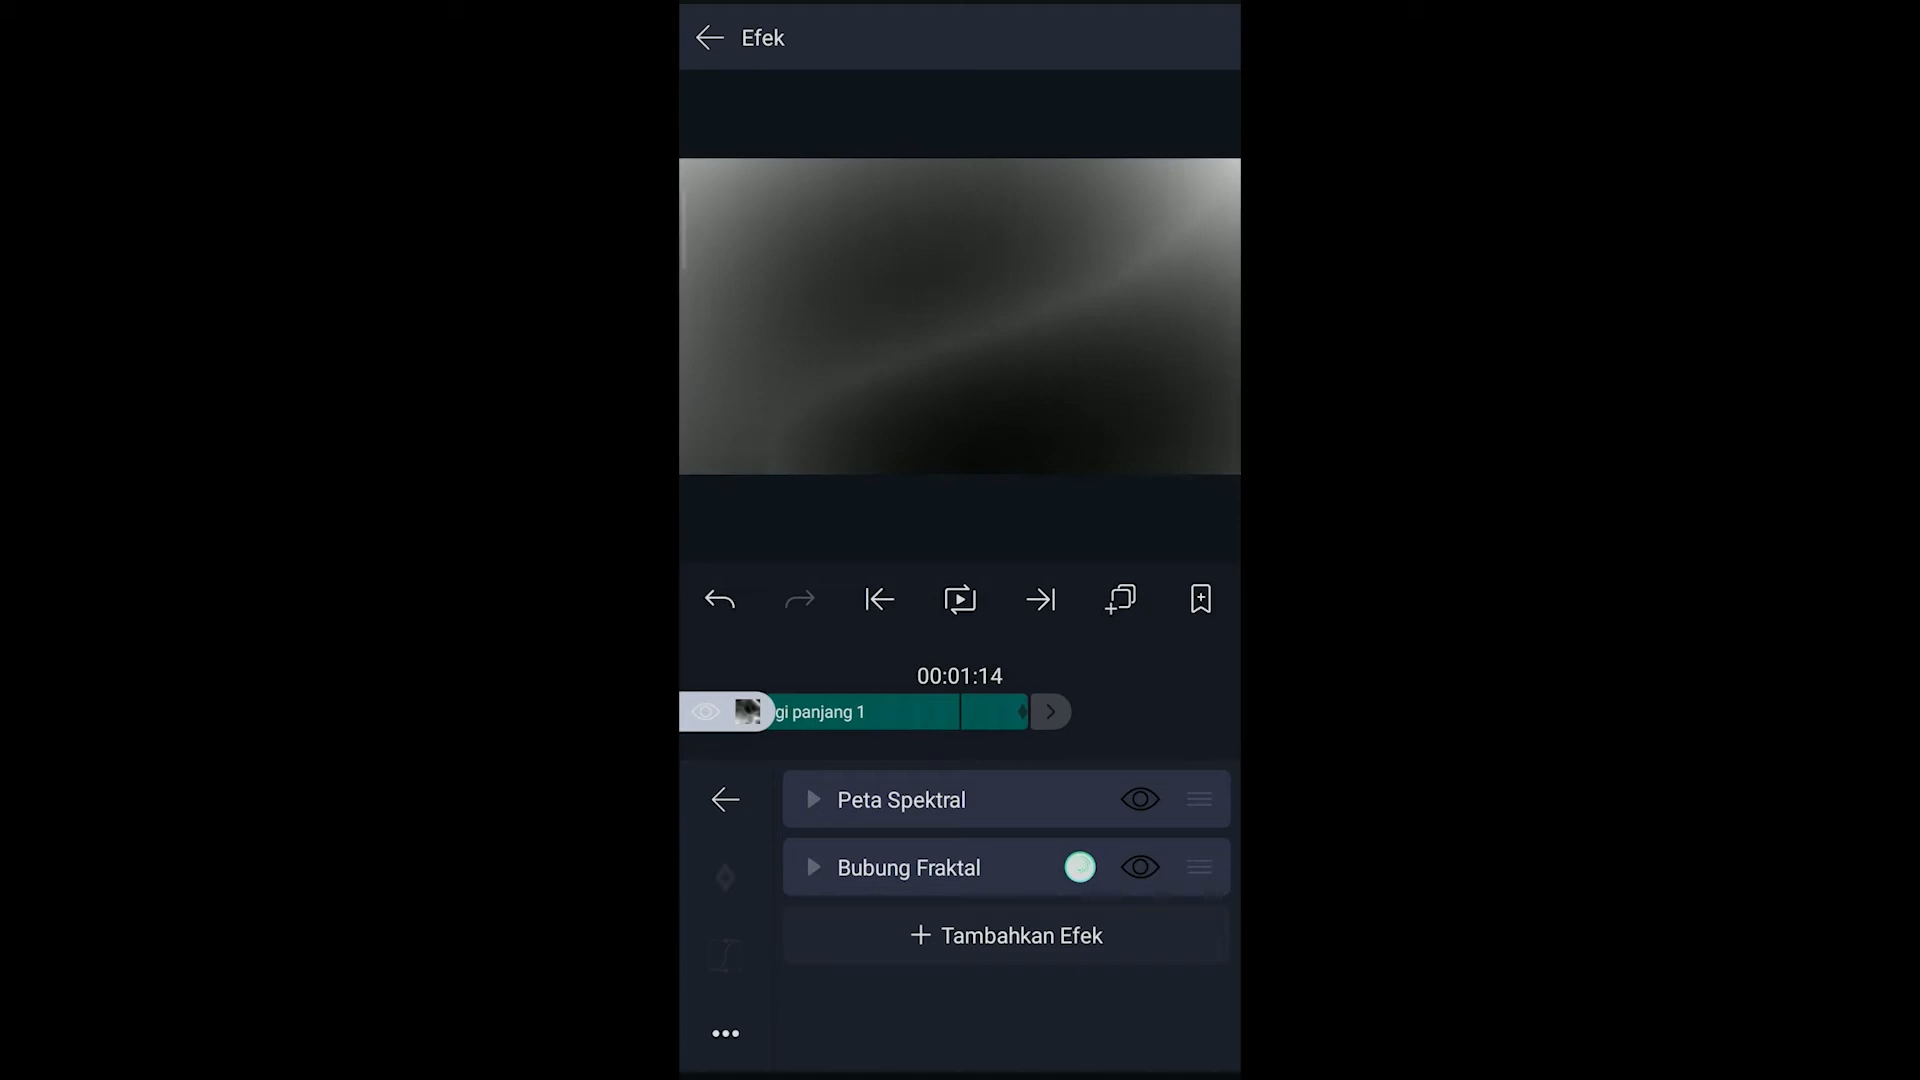 Efek
00:01:14
gi panjang 1
Peta Spektral
Bubung Fraktal
+ Tambahkan Efek